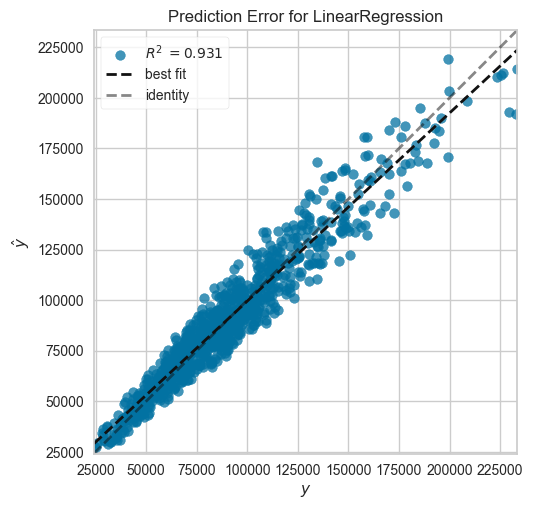 Prediction Error for LinearRegression
R² = 0.931
best fit
identity
225000
200000
175000
150000
125000
100000
75000
50000
25000
ŷ
25000 50000 75000 100000 125000 150000 175000 200000 225000
y